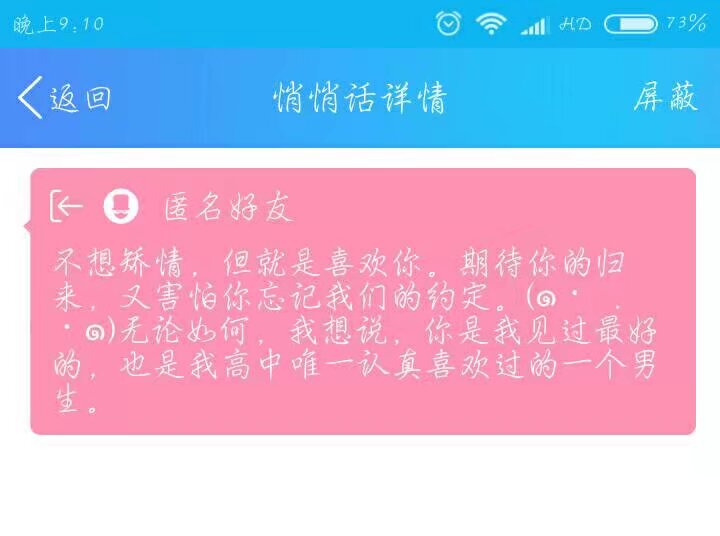 晚上9:10
HD
73%
返回
悄悄话详情
屏蔽
匿名好友
不想矫情，但就是喜欢你。期待你的归
来，又害怕你忘记我们的约定。(๑• .
•๑)无论如何，我想说，你是我见过最好
的，也是我高中唯一认真喜欢过的一个男
生。